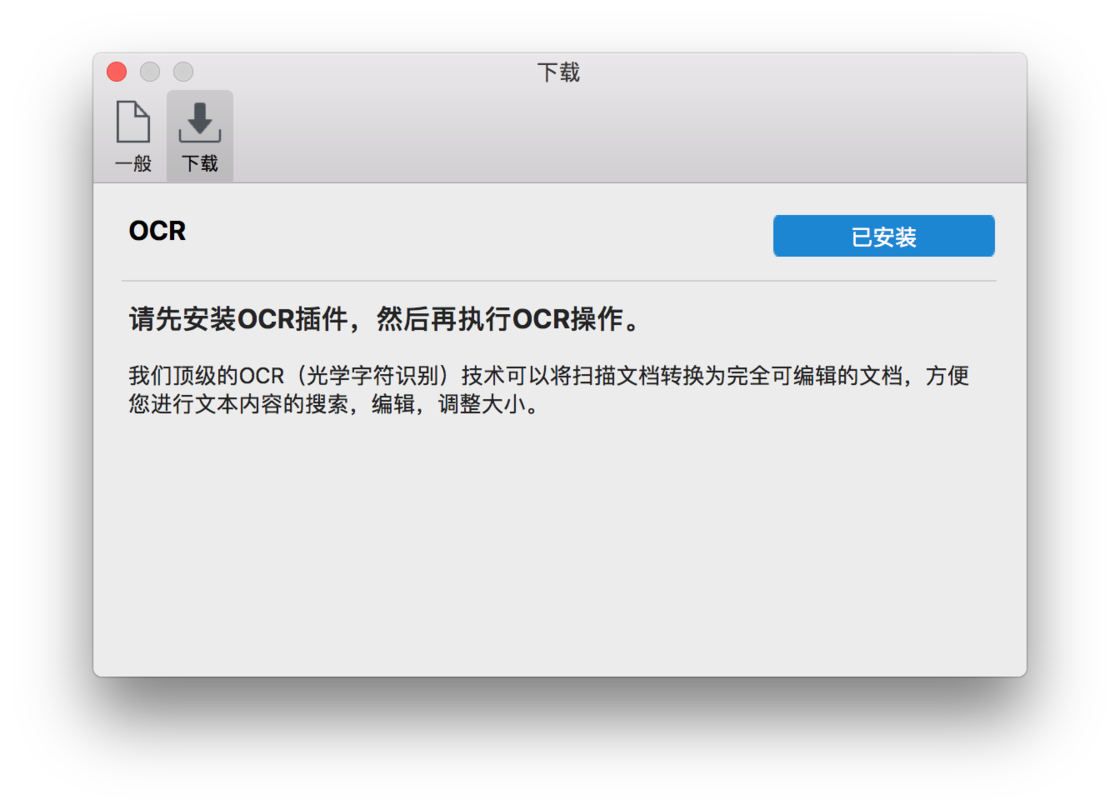 下载
一般
下载
OCR
已安装
请先安装OCR插件，然后再执行OCR操作。
我们顶级的OCR（光学字符识别）技术可以将扫描文档转换为完全可编辑的文档，方便
您进行文本内容的搜索，编辑，调整大小。